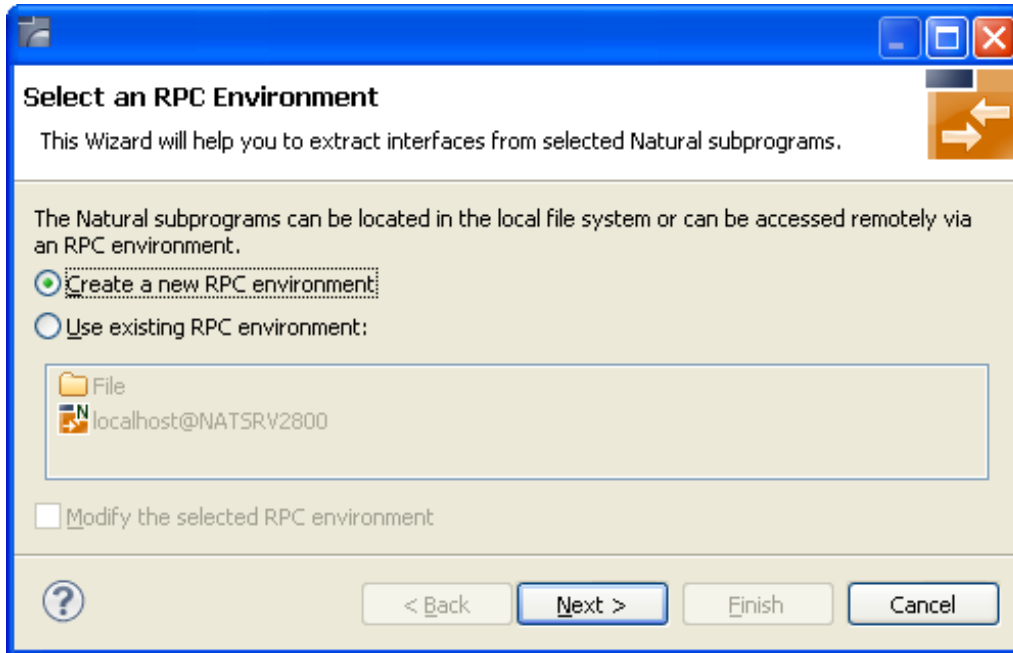 Select an RPC Environment
This Wizard will help you to extract interfaces from selected Natural subprograms.
The Natural subprograms can be located in the local file system or can be accessed remotely via
an RPC environment.
Create a new RPC environment
Use existing RPC environment:
File
N
localhost@NATSRV2800
Modify the selected RPC environment
?
< Back
Next >
Finish
Cancel